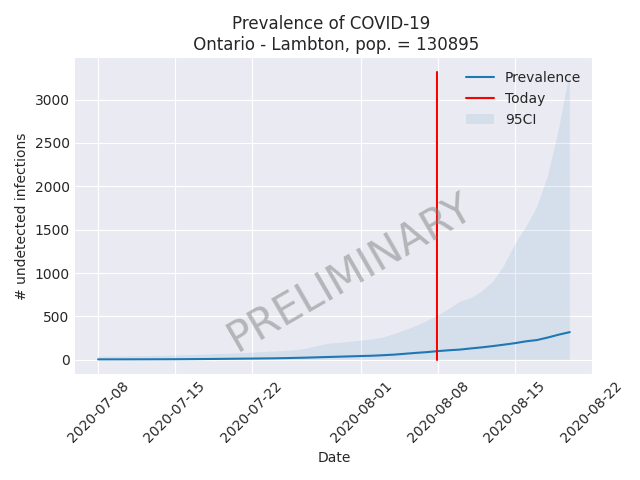 Prevalence of COVID-19
Ontario - Lambton, pop. = 130895
Prevalence
Today
95CI
3000
2500
2000
1500
1000
500
0
# undetected infections
PRELIMINARY
2020-07-08
2020-07-15
2020-07-22
2020-08-01
2020-08-08
2020-08-15
2020-08-22
Date